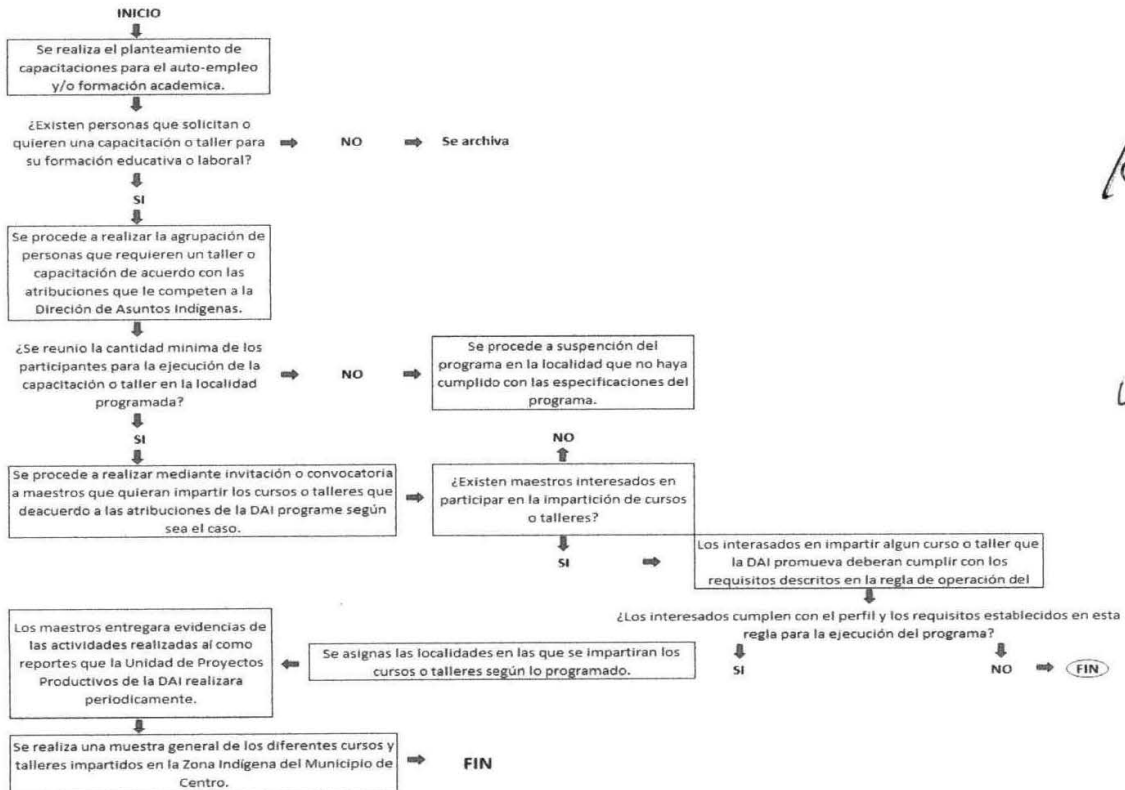 INICIO
Se realiza el planteamiento de
capacitaciones para el auto-empleo
y/o formación academica.
¿Existen personas que solicitan o
quieren una capacitación o taller para
su formación educativa o laboral?
NO
Se archiva
SI
Se procede a realizar la agrupación de
personas que requieren un taller o
capacitación de acuerdo con las
atribuciones que le competen a la
Direción de Asuntos Indígenas.
¿Se reunio la cantidad minima de los
participantes para la ejecución de la
capacitación o taller en la localidad
programada?
NO
Se procede a suspención del
programa en la localidad que no haya
cumplido con las especificaciones del
programa.
SI
NO
Se procede a realizar mediante invitación o convocatoria
a maestros que quieran impartir los cursos o talleres que
deacuerdo a las atribuciones de la DAI programe según
sea el caso.
¿Existen maestros interesados en
participar en la impartición de cursos
o talleres?
SI
Los interasados en impartir algun curso o taller que
la DAI promueva deberan cumplir con los
requisitos descritos en la regla de operación del
¿Los interesados cumplen con el perfil y los requisitos establecidos en esta
regla para la ejecución del programa?
SI
NO
FIN
Se asignas las localidades en las que se impartiran los
cursos o talleres según lo programado.
Los maestros entregara evidencias de
las actividades realizadas aí como
reportes que la Unidad de Proyectos
Productivos de la DAI realizara
periodicamente.
Se realiza una muestra general de los diferentes cursos y
talleres impartidos en la Zona Indígena del Municipio de
Centro.
FIN